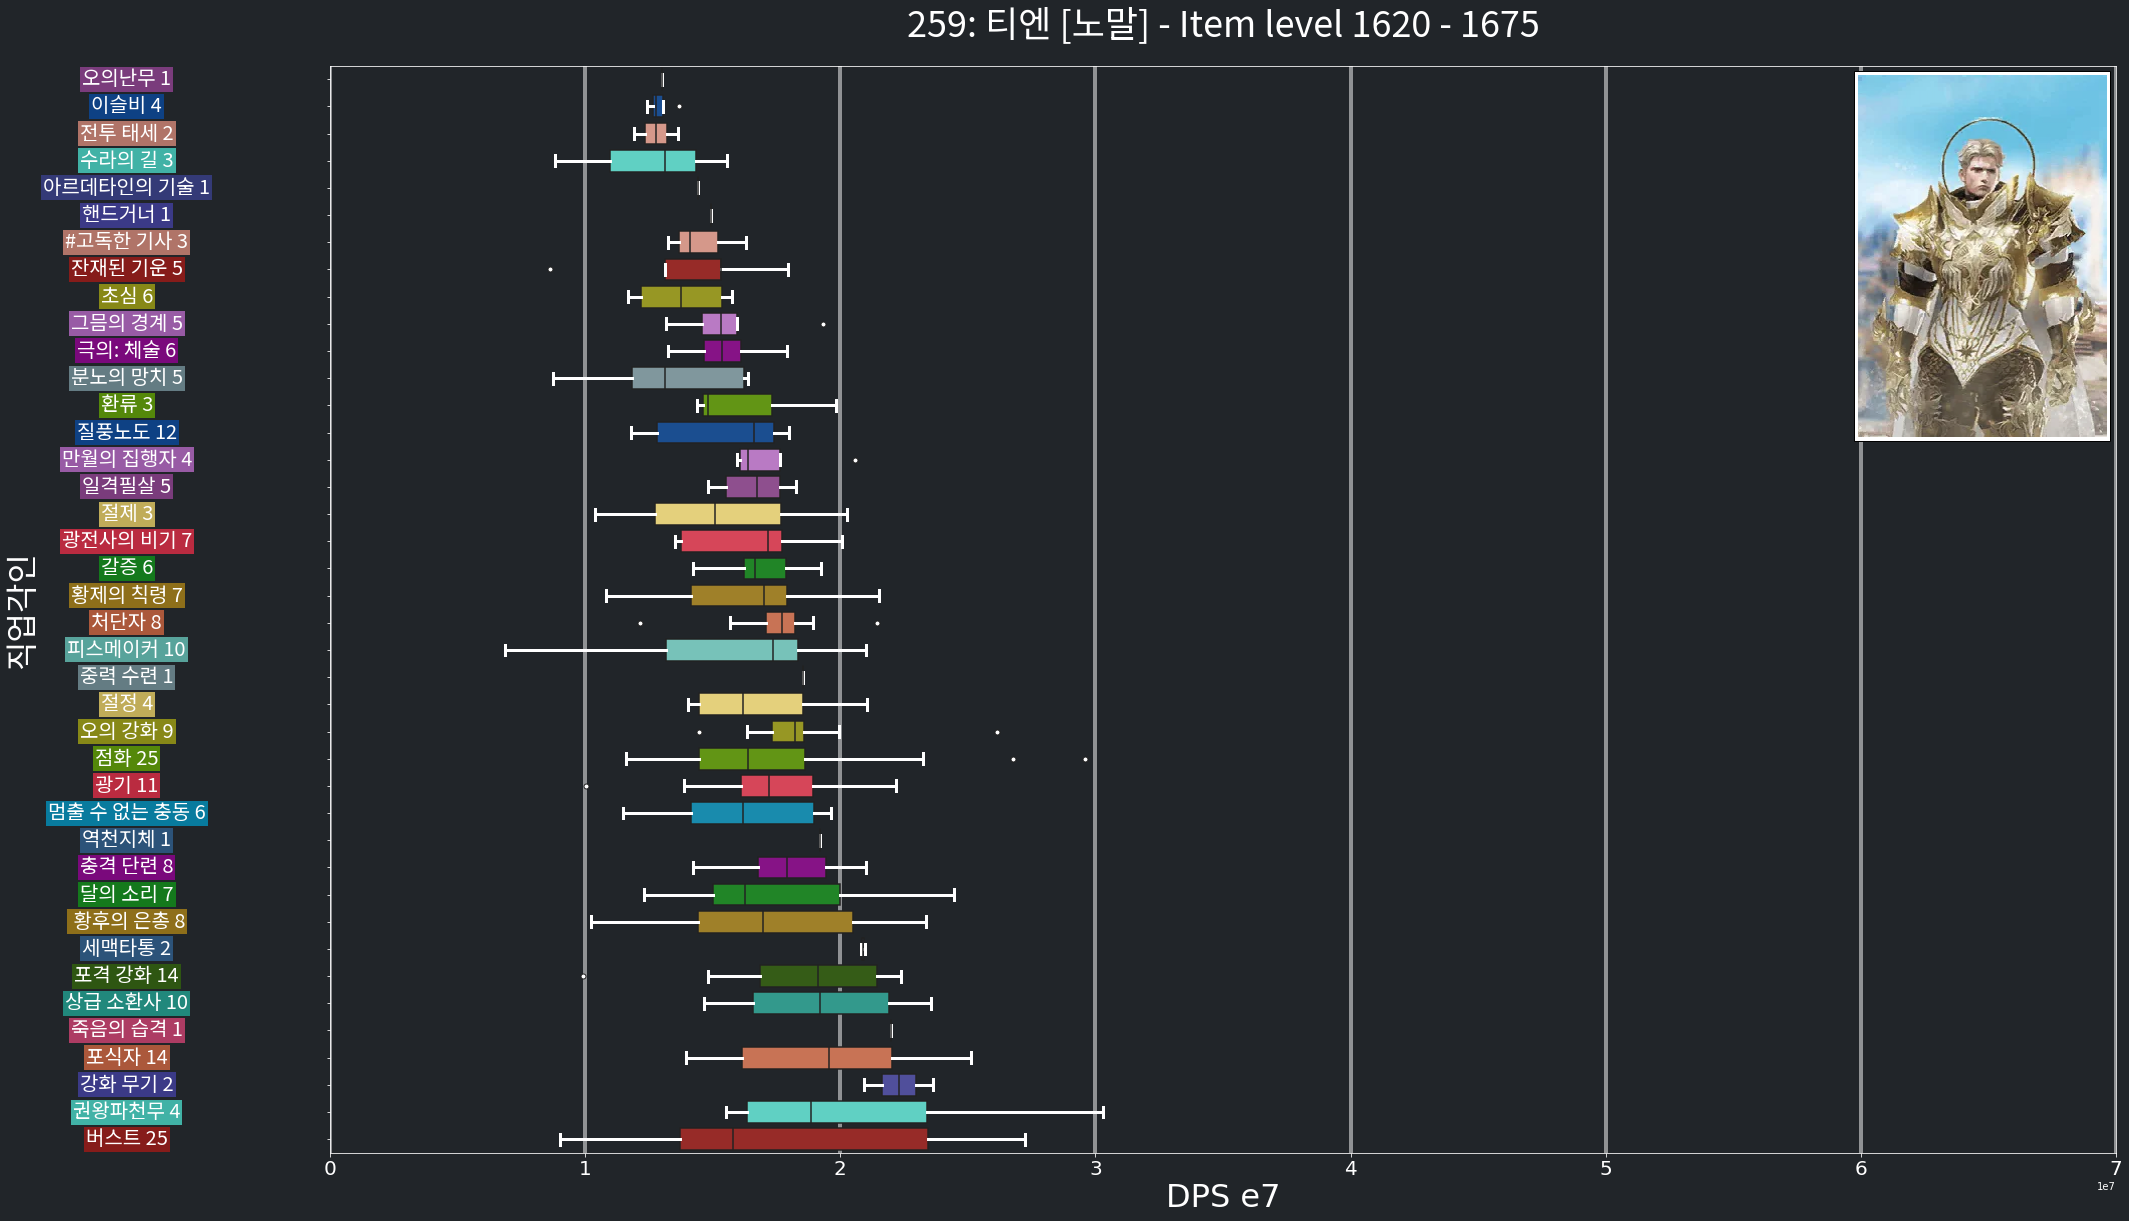 259: 티엔 [노말] - Item level 1620 - 1675
오의난무 1
이슬비 4
전투 태세 2
수라의 길 3
아르데타인의 기술 1
핸드거너 1
#고독한 기사 3
잔재된 기운 5
초심 6
그믐의 경계 5
극의: 체술 6
분노의 망치 5
환류 3
질풍노도 12
만월의 집행자 4
일격필살 5
절제 3
광전사의 비기 7
갈증 6
황제의 칙령 7
처단자 8
피스메이커 10
중력 수련 1
절정 4
오의 강화 9
점화 25
광기 11
멈출 수 없는 충동 6
역천지체 1
충격 단련 8
달의 소리 7
황후의 은총 8
세맥타통 2
포격 강화 14
상급 소환사 10
죽음의 습격 1
포식자 14
강화 무기 2
권왕파천무 4
버스트 25
직업각인
0 1 2 3 4 5 6 7
1e7
DPS e7